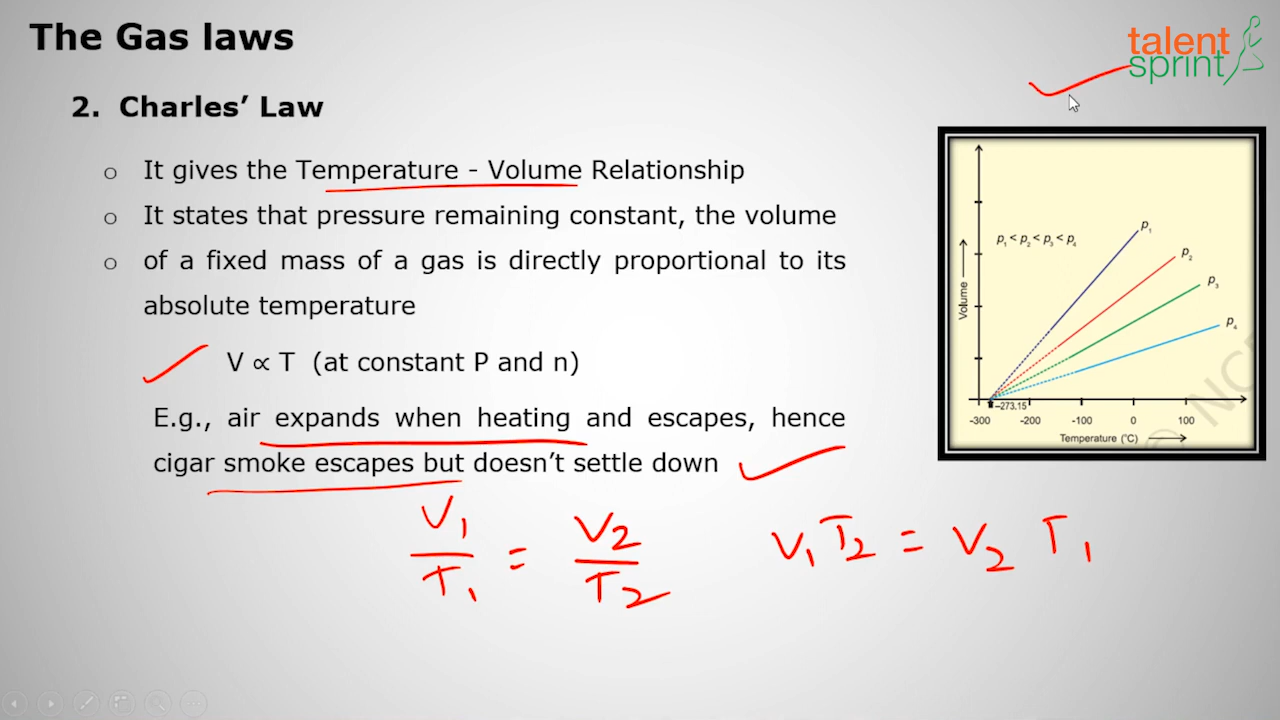 The Gas laws
talent
sprint
2. Charles’ Law
o It gives the Temperature - Volume Relationship
o It states that pressure remaining constant, the volume
o of a fixed mass of a gas is directly proportional to its
absolute temperature
V ∝ T (at constant P and n)
E.g., air expands when heating and escapes, hence
cigar smoke escapes but doesn’t settle down
V₁/T₁ = V₂/T₂
V₁T₂ = V₂ T₁
p₁ < p₂ < p₃ < p₄
p₁
p₂
p₃
p₄
Volume
–273.15
-300 -200 -100 0 100
Temperature (°C)
© NCE